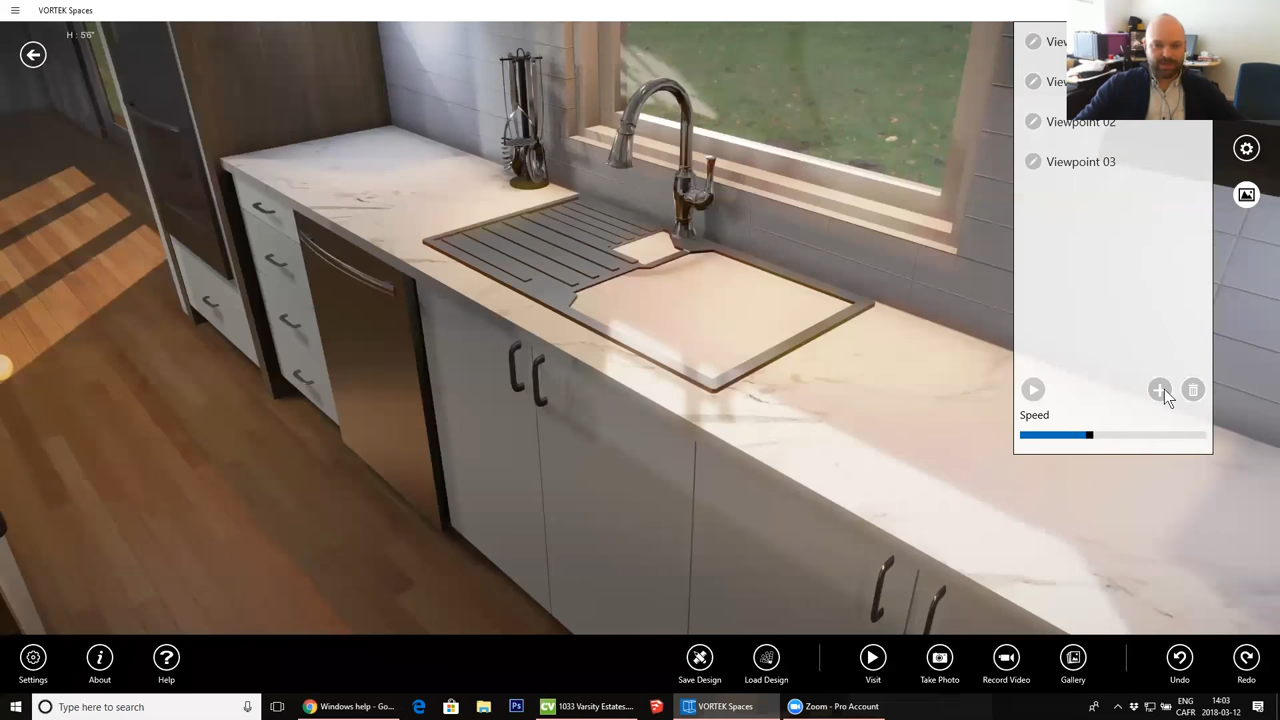 VORTEK Spaces
H : 5'6"
Viewpoint 02
Viewpoint 03
Speed
Settings
About
Help
Save Design
Load Design
Visit
Take Photo
Record Video
Gallery
Undo
Redo
Type here to search
Windows help - Go...
CV
1033 Varsity Estates....
VORTEK Spaces
Zoom - Pro Account
ENG
CAFR
14:03
2018-03-12
Ps